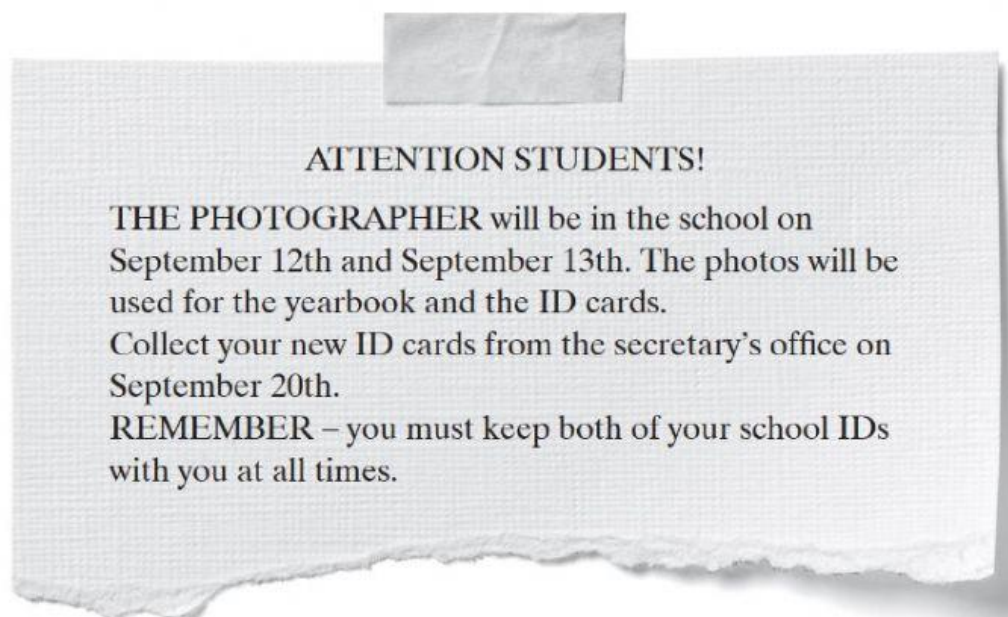 ATTENTION STUDENTS!
THE PHOTOGRAPHER will be in the school on
September 12th and September 13th. The photos will be
used for the yearbook and the ID cards.
Collect your new ID cards from the secretary's office on
September 20th.
REMEMBER – you must keep both of your school IDs
with you at all times.